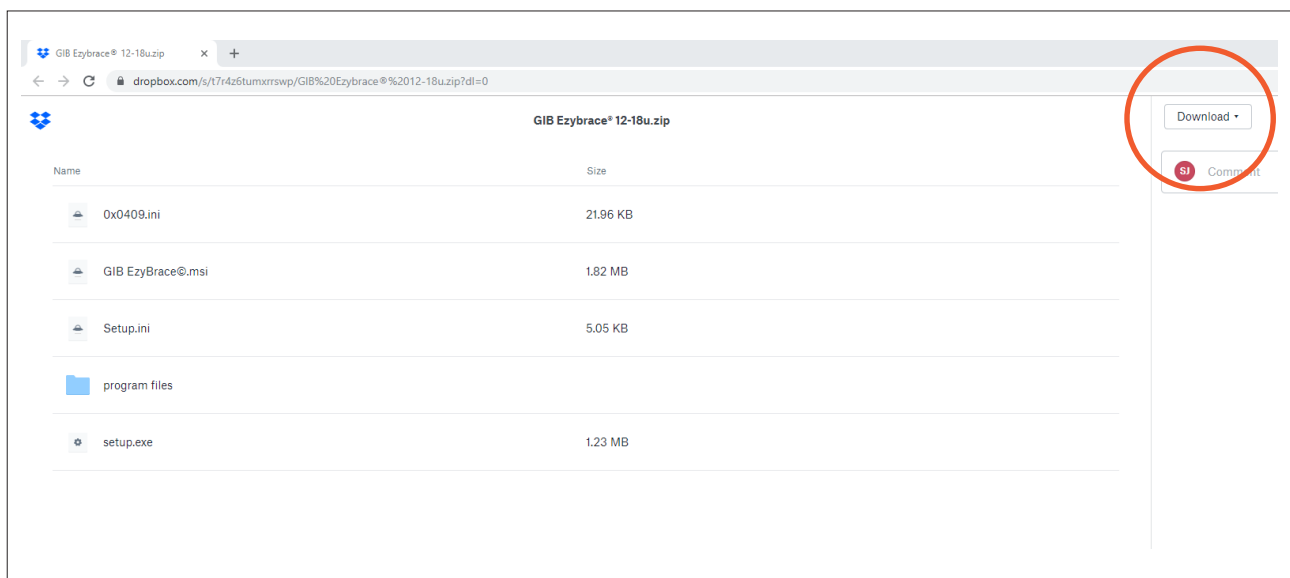 GIB Ezybrace® 12-18u.zip
dropbox.com/s/t7r4z6tumxrrswp/GIB%20Ezybrace®%2012-18u.zip?dl=0
GIB Ezybrace® 12-18u.zip
Download
Name Size
SJ Comment
0x0409.ini 21.96 KB
GIB EzyBrace©.msi 1.82 MB
Setup.ini 5.05 KB
program files
setup.exe 1.23 MB